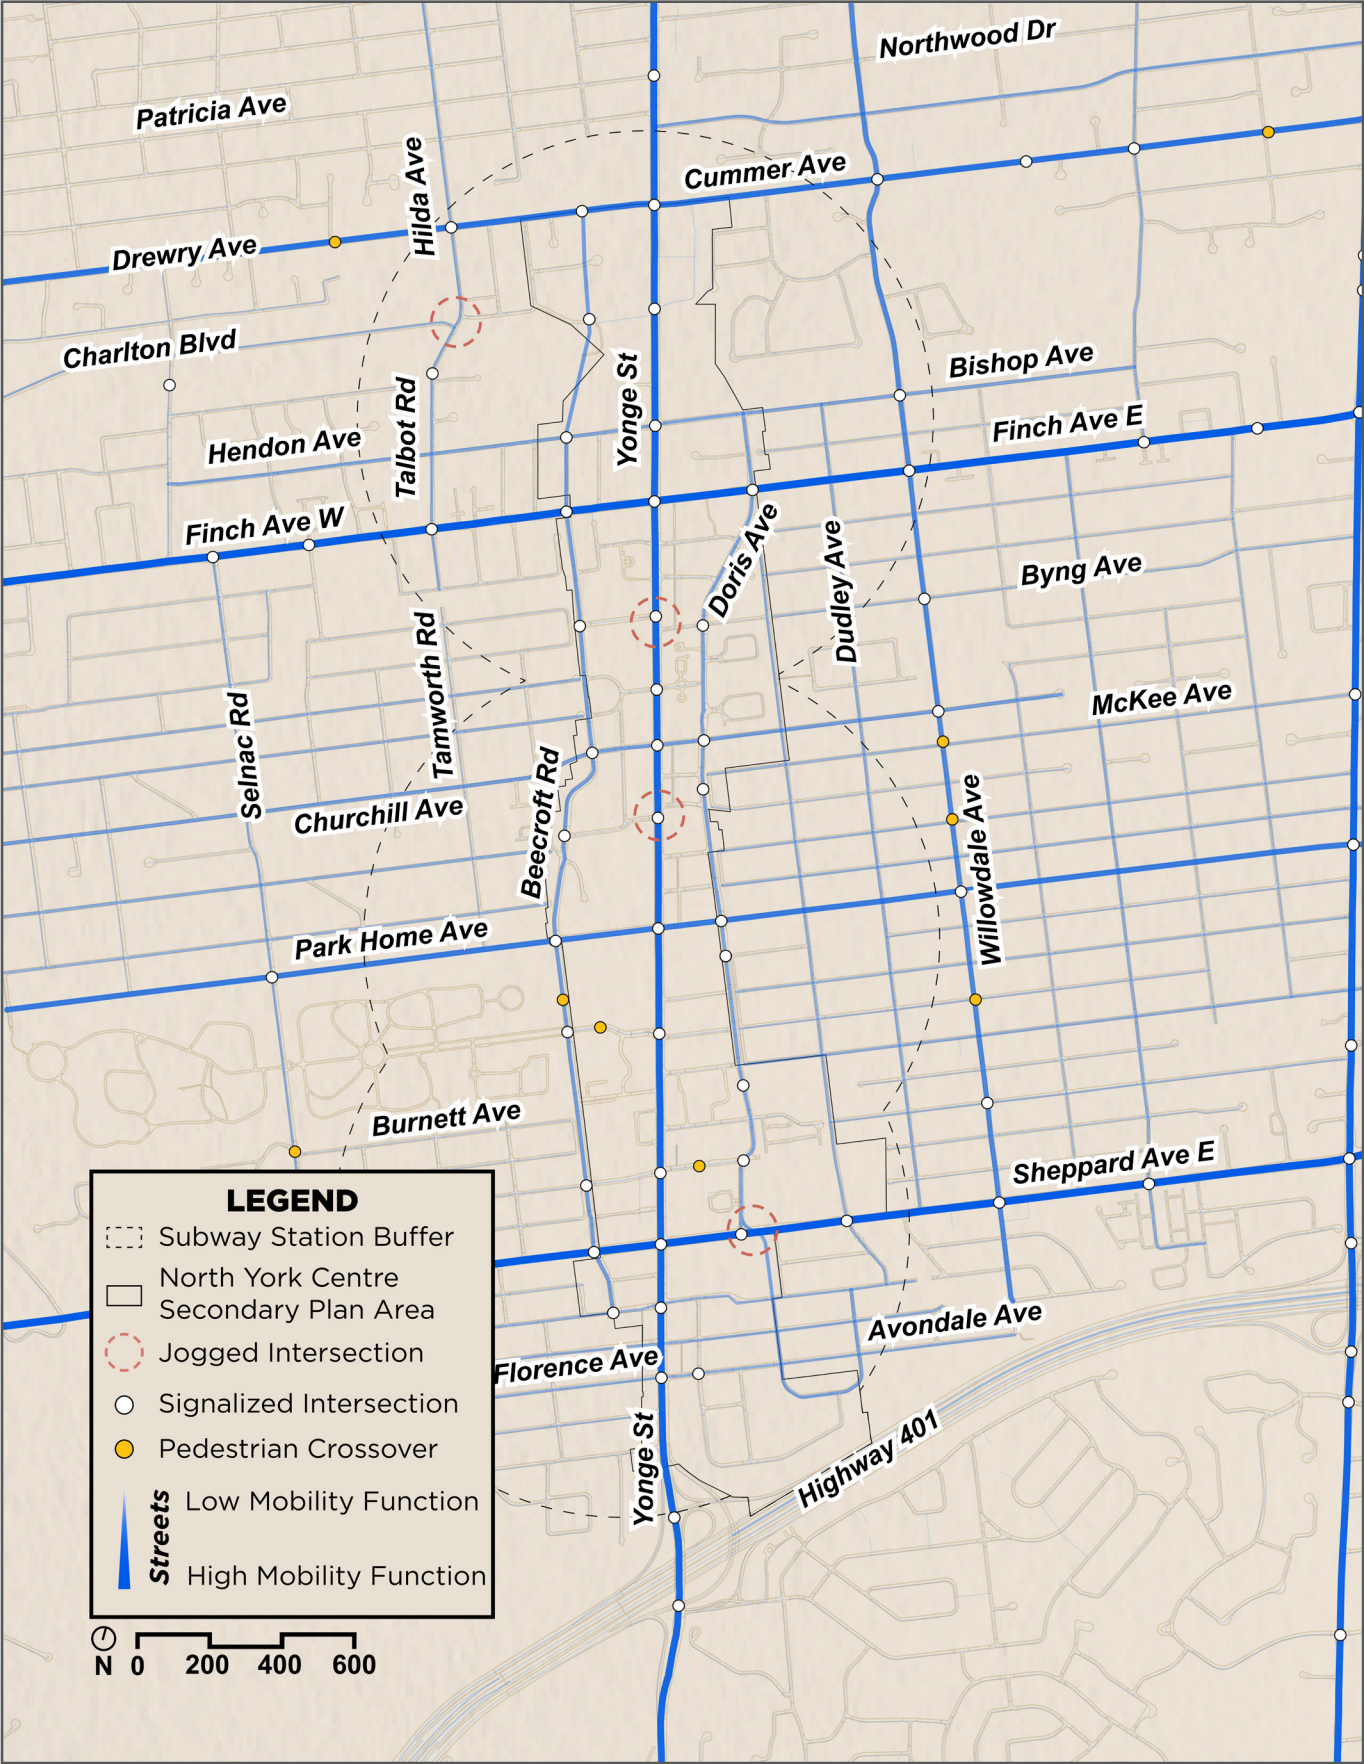 Northwood Dr
Patricia Ave
Hilda Ave
Cummer Ave
Drewry Ave
Charlton Blvd
Bishop Ave
Yonge St
Talbot Rd
Finch Ave E
Hendon Ave
Finch Ave W
Doris Ave
Dudley Ave
Byng Ave
Tamworth Rd
McKee Ave
Selnac Rd
Beecroft Rd
Willowdale Ave
Churchill Ave
Park Home Ave
Burnett Ave
Sheppard Ave E
Avondale Ave
Florence Ave
Yonge St
Highway 401
LEGEND
Subway Station Buffer
North York Centre
Secondary Plan Area
Jogged Intersection
Signalized Intersection
Pedestrian Crossover
Streets
Low Mobility Function
High Mobility Function
N 0 200 400 600